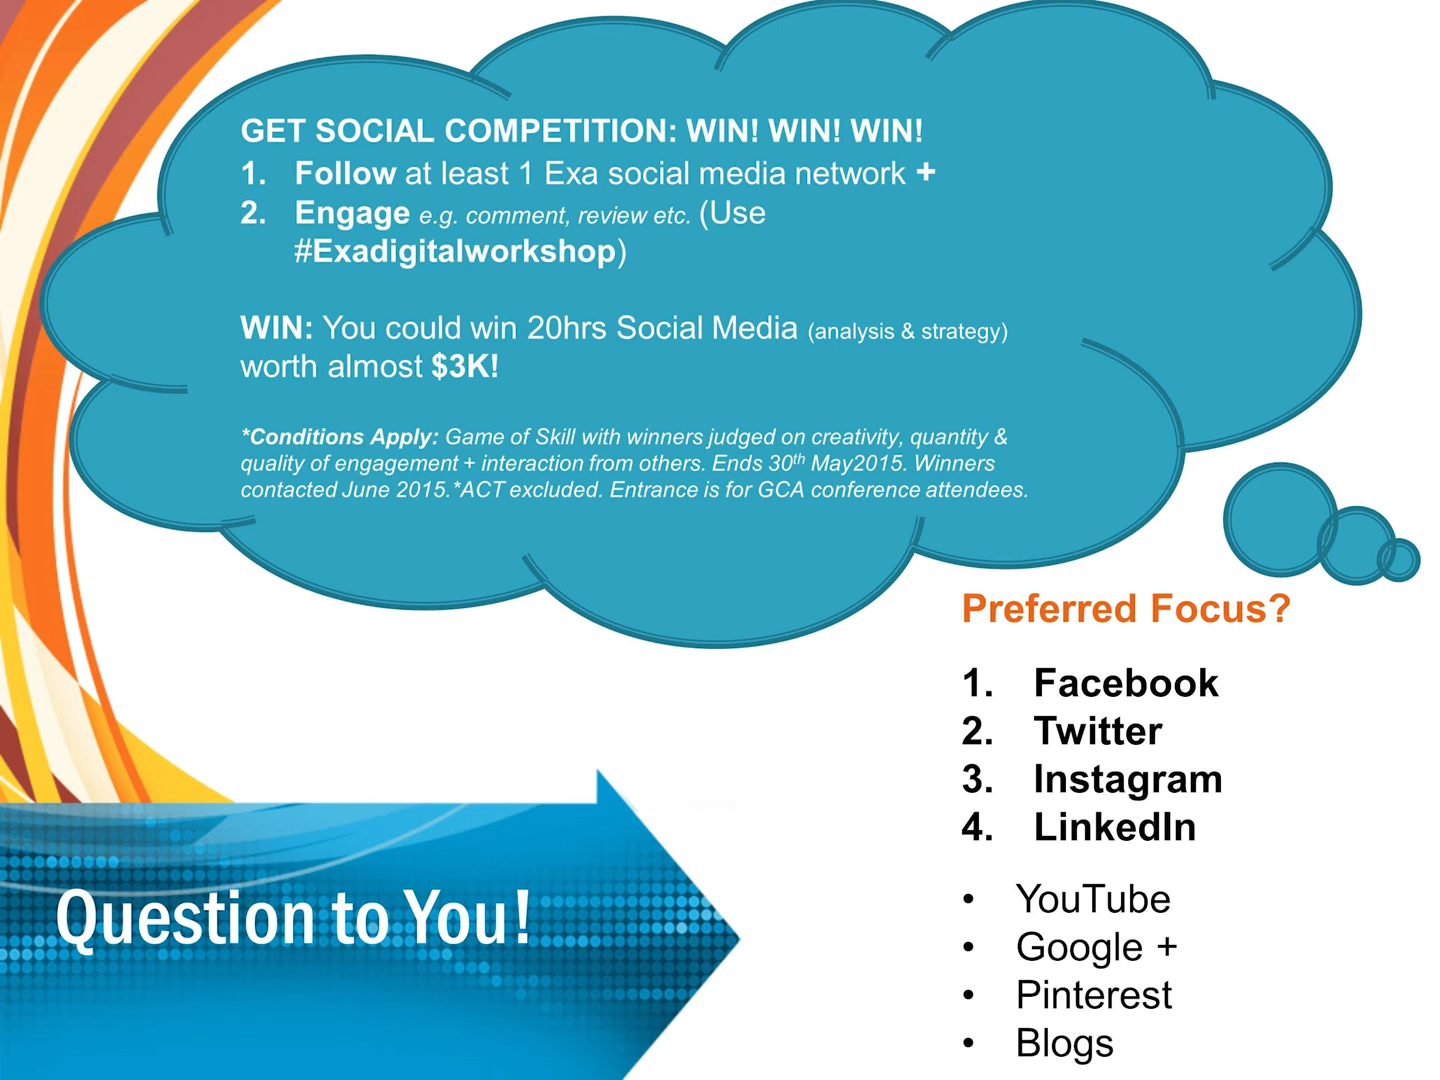 GET SOCIAL COMPETITION: WIN! WIN! WIN!
1. Follow at least 1 Exa social media network +
2. Engage e.g. comment, review etc. (Use
#Exadigitalworkshop)
WIN: You could win 20hrs Social Media (analysis & strategy)
worth almost $3K!
*Conditions Apply: Game of Skill with winners judged on creativity, quantity &
quality of engagement + interaction from others. Ends 30th May2015. Winners
contacted June 2015.*ACT excluded. Entrance is for GCA conference attendees.
Preferred Focus?
1. Facebook
2. Twitter
3. Instagram
4. LinkedIn
• YouTube
• Google +
• Pinterest
• Blogs
Question to You!